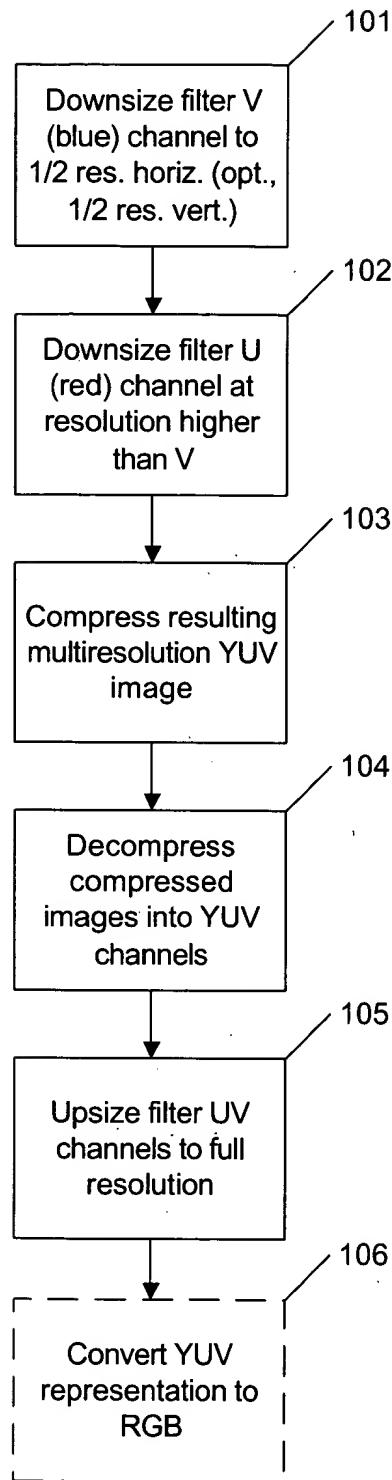 101
Downsize filter V
(blue) channel to
1/2 res. horiz. (opt.,
1/2 res. vert.)
102
Downsize filter U
(red) channel at
resolution higher
than V
103
Compress resulting
multiresolution YUV
image
104
Decompress
compressed
images into YUV
channels
105
Upsize filter UV
channels to full
resolution
106
Convert YUV
representation to
RGB